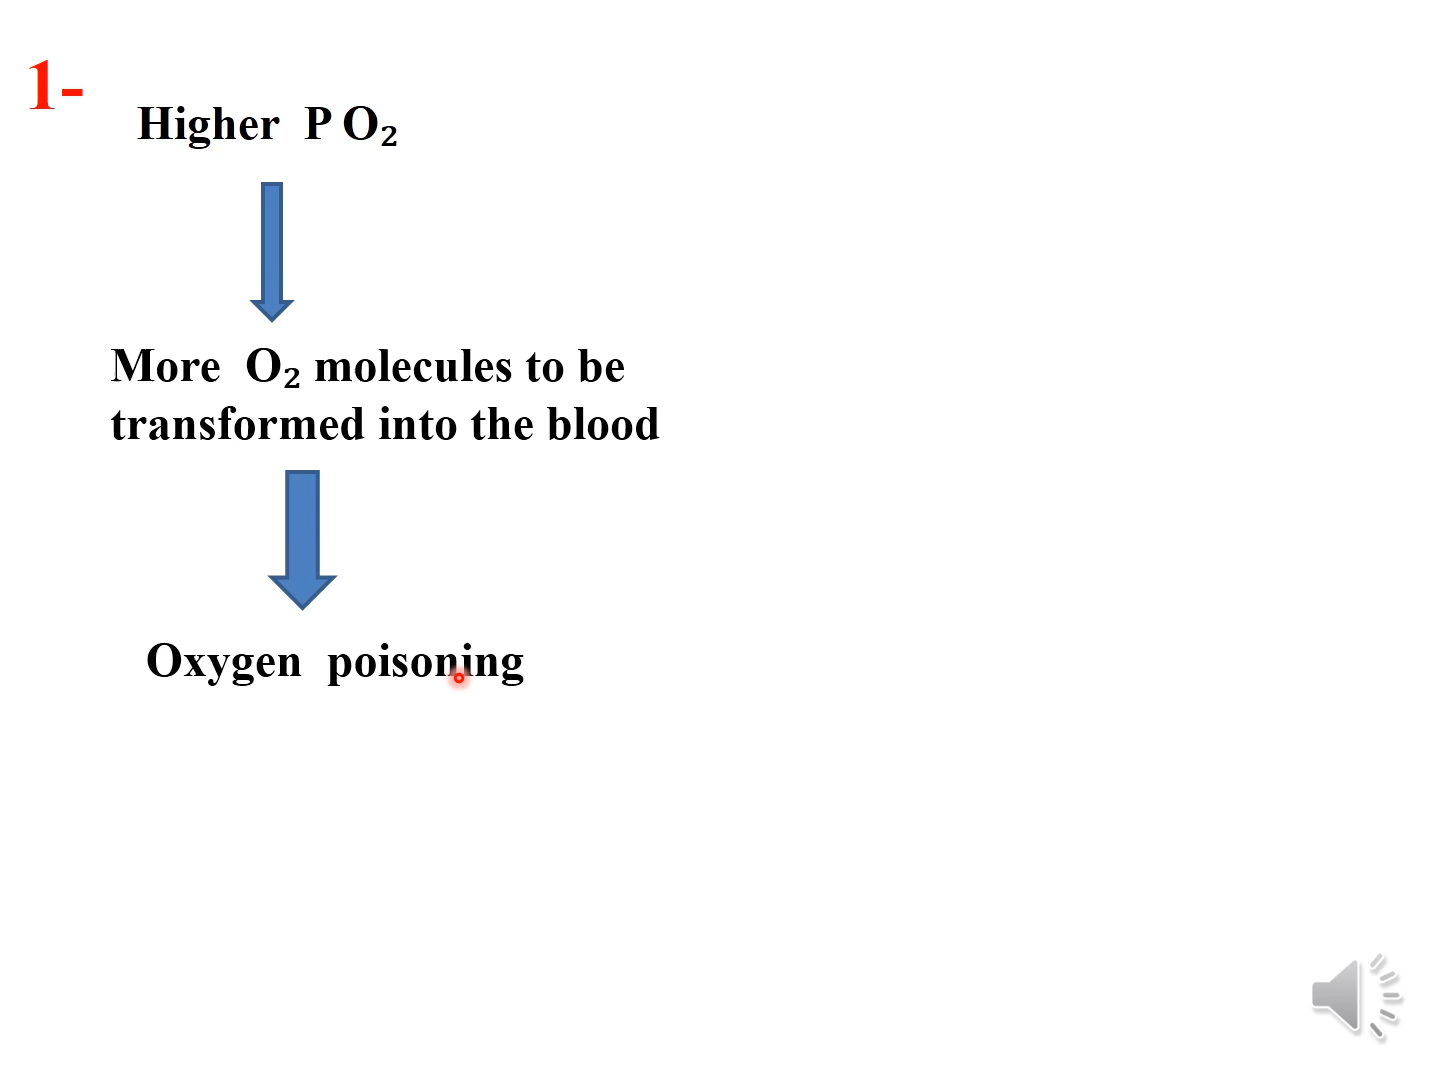 1-
Higher P O₂
More O₂ molecules to be
transformed into the blood
Oxygen poisoning